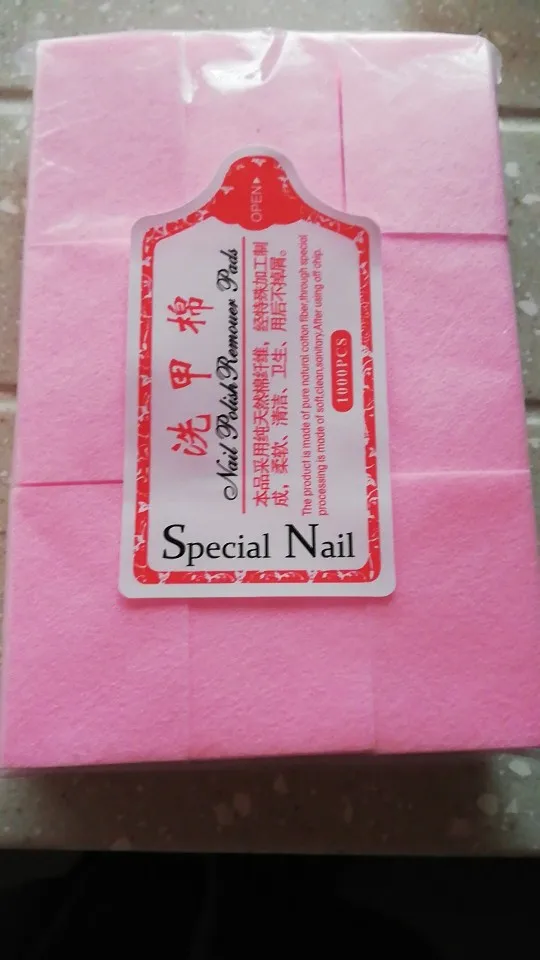 OPEN▶
洗甲棉
Nail Polish Remouer Pads
本品采用纯天然棉纤维，经特殊加工制
成，柔软、清洁、卫生、用后不掉屑。
The product is made of pure natural cotton fiber,through special
processing is made of soft,clean,sanitary.After using off chip.
1000PCS
Special Nail